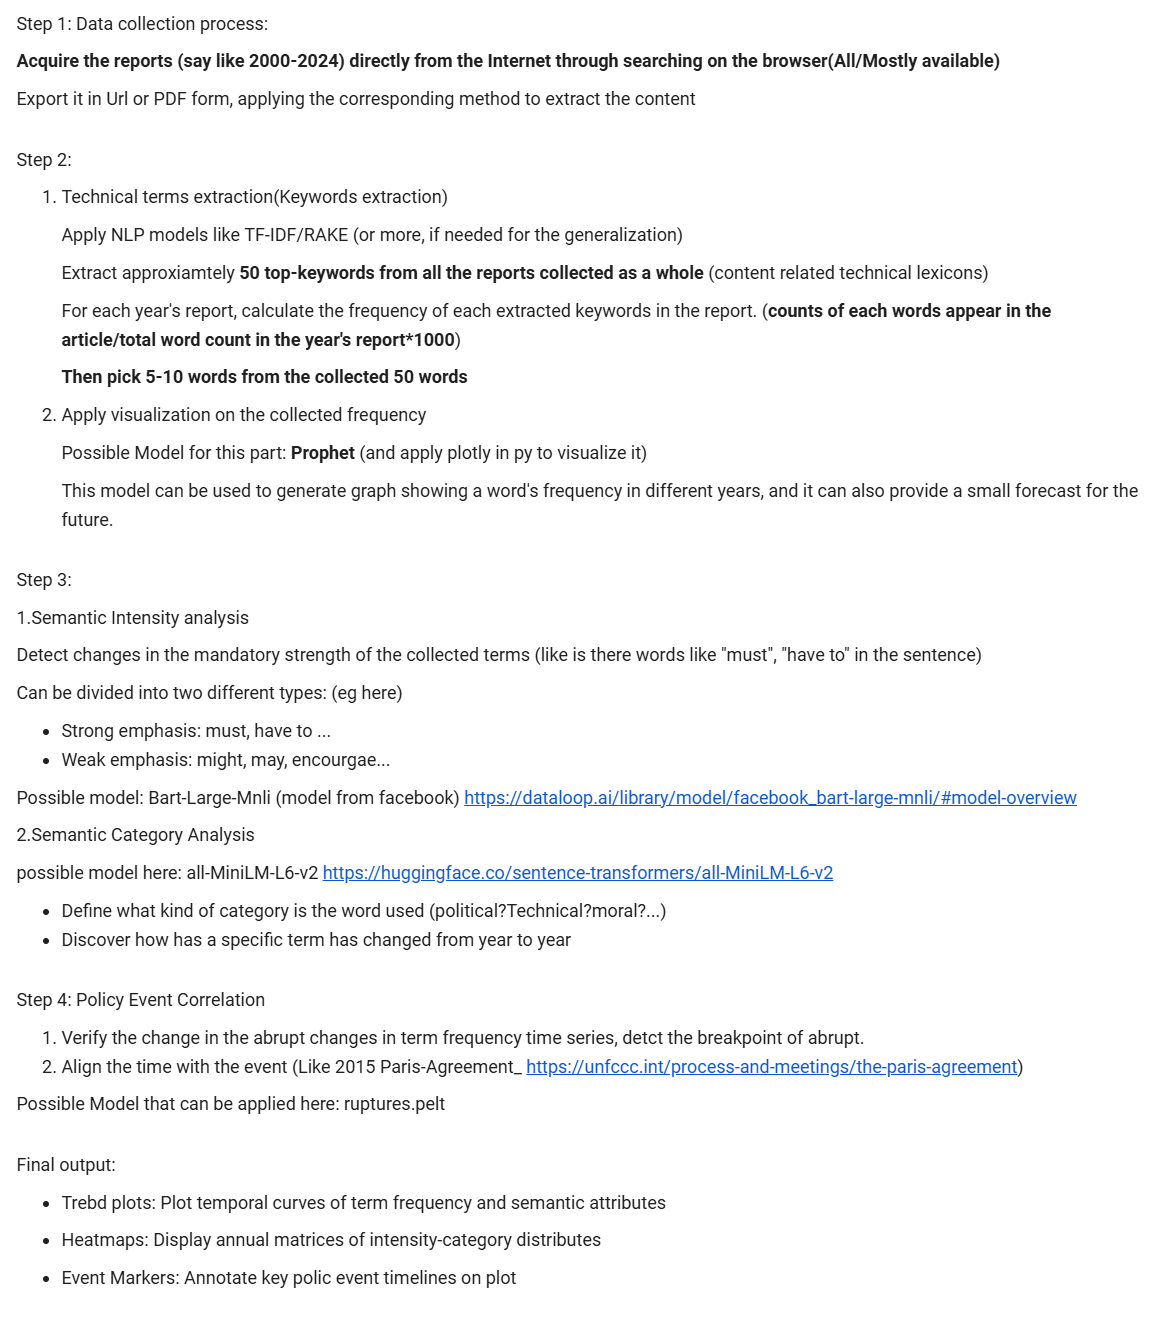 Step 1: Data collection process:
Acquire the reports (say like 2000-2024) directly from the Internet through searching on the browser(All/Mostly available)
Export it in Url or PDF form, applying the corresponding method to extract the content
Step 2:
1. Technical terms extraction(Keywords extraction)
Apply NLP models like TF-IDF/RAKE (or more, if needed for the generalization)
Extract approxiamtely 50 top-keywords from all the reports collected as a whole (content related technical lexicons)
For each year's report, calculate the frequency of each extracted keywords in the report. (counts of each words appear in the
article/total word count in the year's report*1000)
Then pick 5-10 words from the collected 50 words
2. Apply visualization on the collected frequency
Possible Model for this part: Prophet (and apply plotly in py to visualize it)
This model can be used to generate graph showing a word's frequency in different years, and it can also provide a small forecast for the
future.
Step 3:
1.Semantic Intensity analysis
Detect changes in the mandatory strength of the collected terms (like is there words like "must", "have to" in the sentence)
Can be divided into two different types: (eg here)
• Strong emphasis: must, have to ...
• Weak emphasis: might, may, encourgae...
Possible model: Bart-Large-Mnli (model from facebook) https://dataloop.ai/library/model/facebook_bart-large-mnli/#model-overview
2.Semantic Category Analysis
possible model here: all-MiniLM-L6-v2 https://huggingface.co/sentence-transformers/all-MiniLM-L6-v2
• Define what kind of category is the word used (political?Technical?moral?...)
• Discover how has a specific term has changed from year to year
Step 4: Policy Event Correlation
1. Verify the change in the abrupt changes in term frequency time series, detct the breakpoint of abrupt.
2. Align the time with the event (Like 2015 Paris-Agreement_ https://unfccc.int/process-and-meetings/the-paris-agreement)
Possible Model that can be applied here: ruptures.pelt
Final output:
• Trebd plots: Plot temporal curves of term frequency and semantic attributes
• Heatmaps: Display annual matrices of intensity-category distributes
• Event Markers: Annotate key polic event timelines on plot